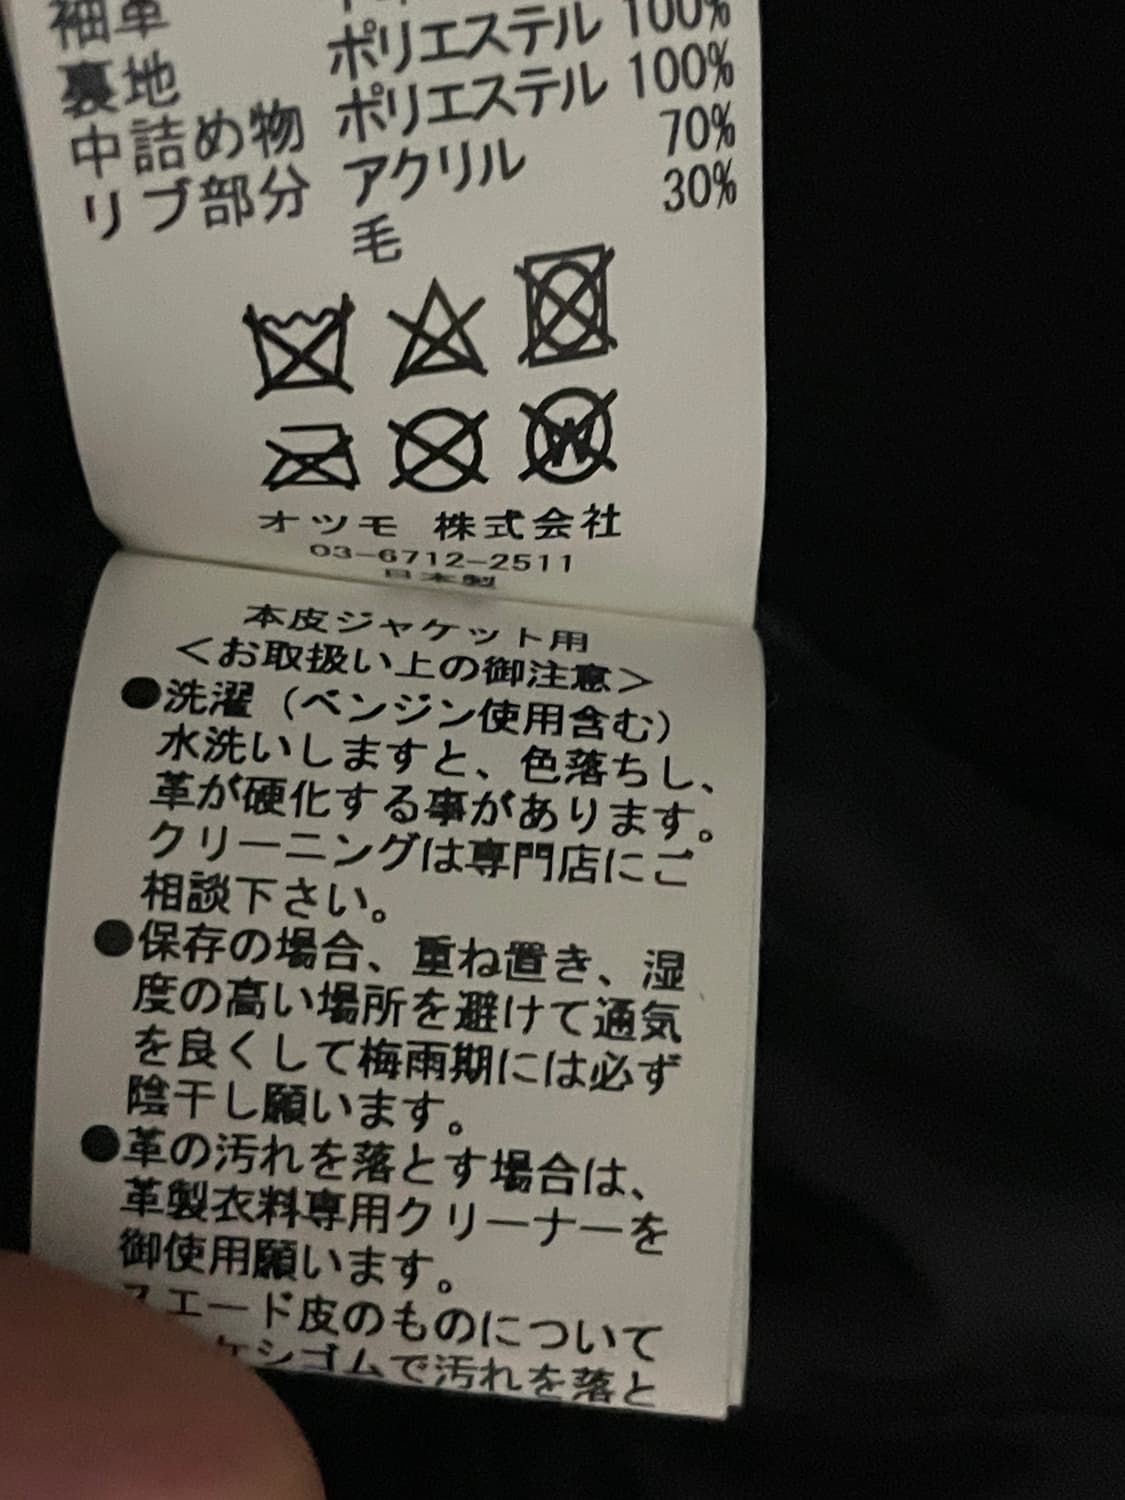 袖革
裏地 ポリエステル 100%
中詰め物 ポリエステル 100%
リブ部分 アクリル 70%
毛 30%
オツモ 株式会社
03-6712-2511
日本製
本皮ジャケット用
<お取扱い上の御注意>
●洗濯(ベンジン使用含む)
水洗いしますと、色落ちし、
革が硬化する事があります。
クリーニングは専門店にご
相談下さい。
●保存の場合、重ね置き、湿
度の高い場所を避けて通気
を良くして梅雨期には必ず
陰干し願います。
●革の汚れを落とす場合は、
革製衣料専用クリーナーを
御使用願います。
スエード皮のものについて
ケシゴムで汚れを落と